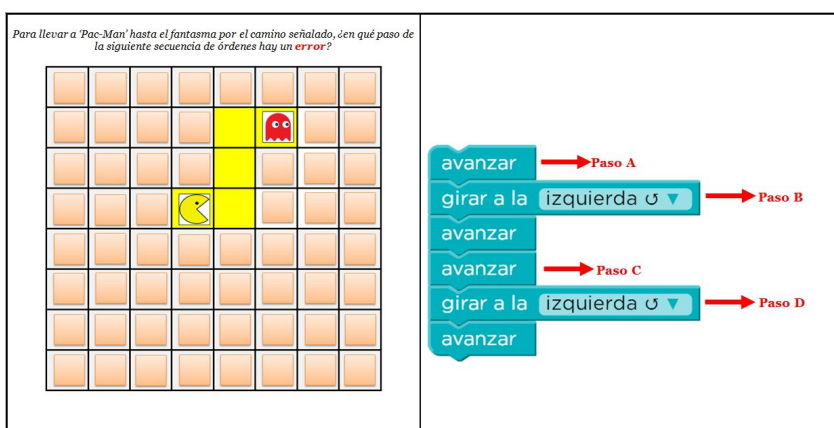 Para llevar a 'Pac-Man' hasta el fantasma por el camino señalado, ¿en qué paso de
la siguiente secuencia de órdenes hay un error?
avanzar Paso A
girar a la izquierda ↺ ▼ Paso B
avanzar
avanzar Paso C
girar a la izquierda ↺ ▼ Paso D
avanzar